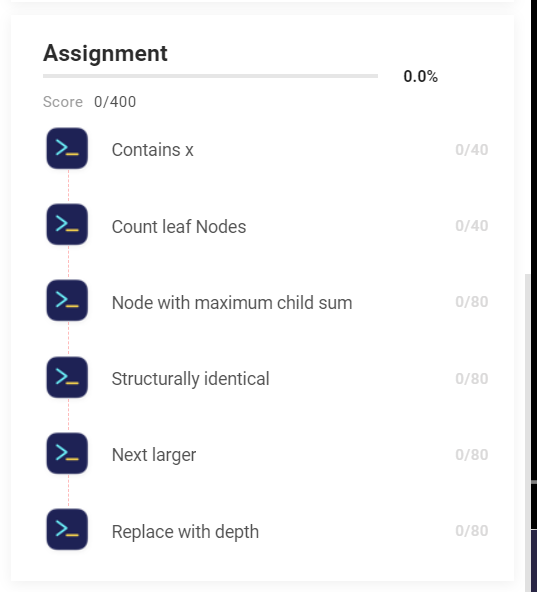 Assignment
0.0%
Score 0/400
Contains x 0/40
Count leaf Nodes 0/40
Node with maximum child sum 0/80
Structurally identical 0/80
Next larger 0/80
Replace with depth 0/80